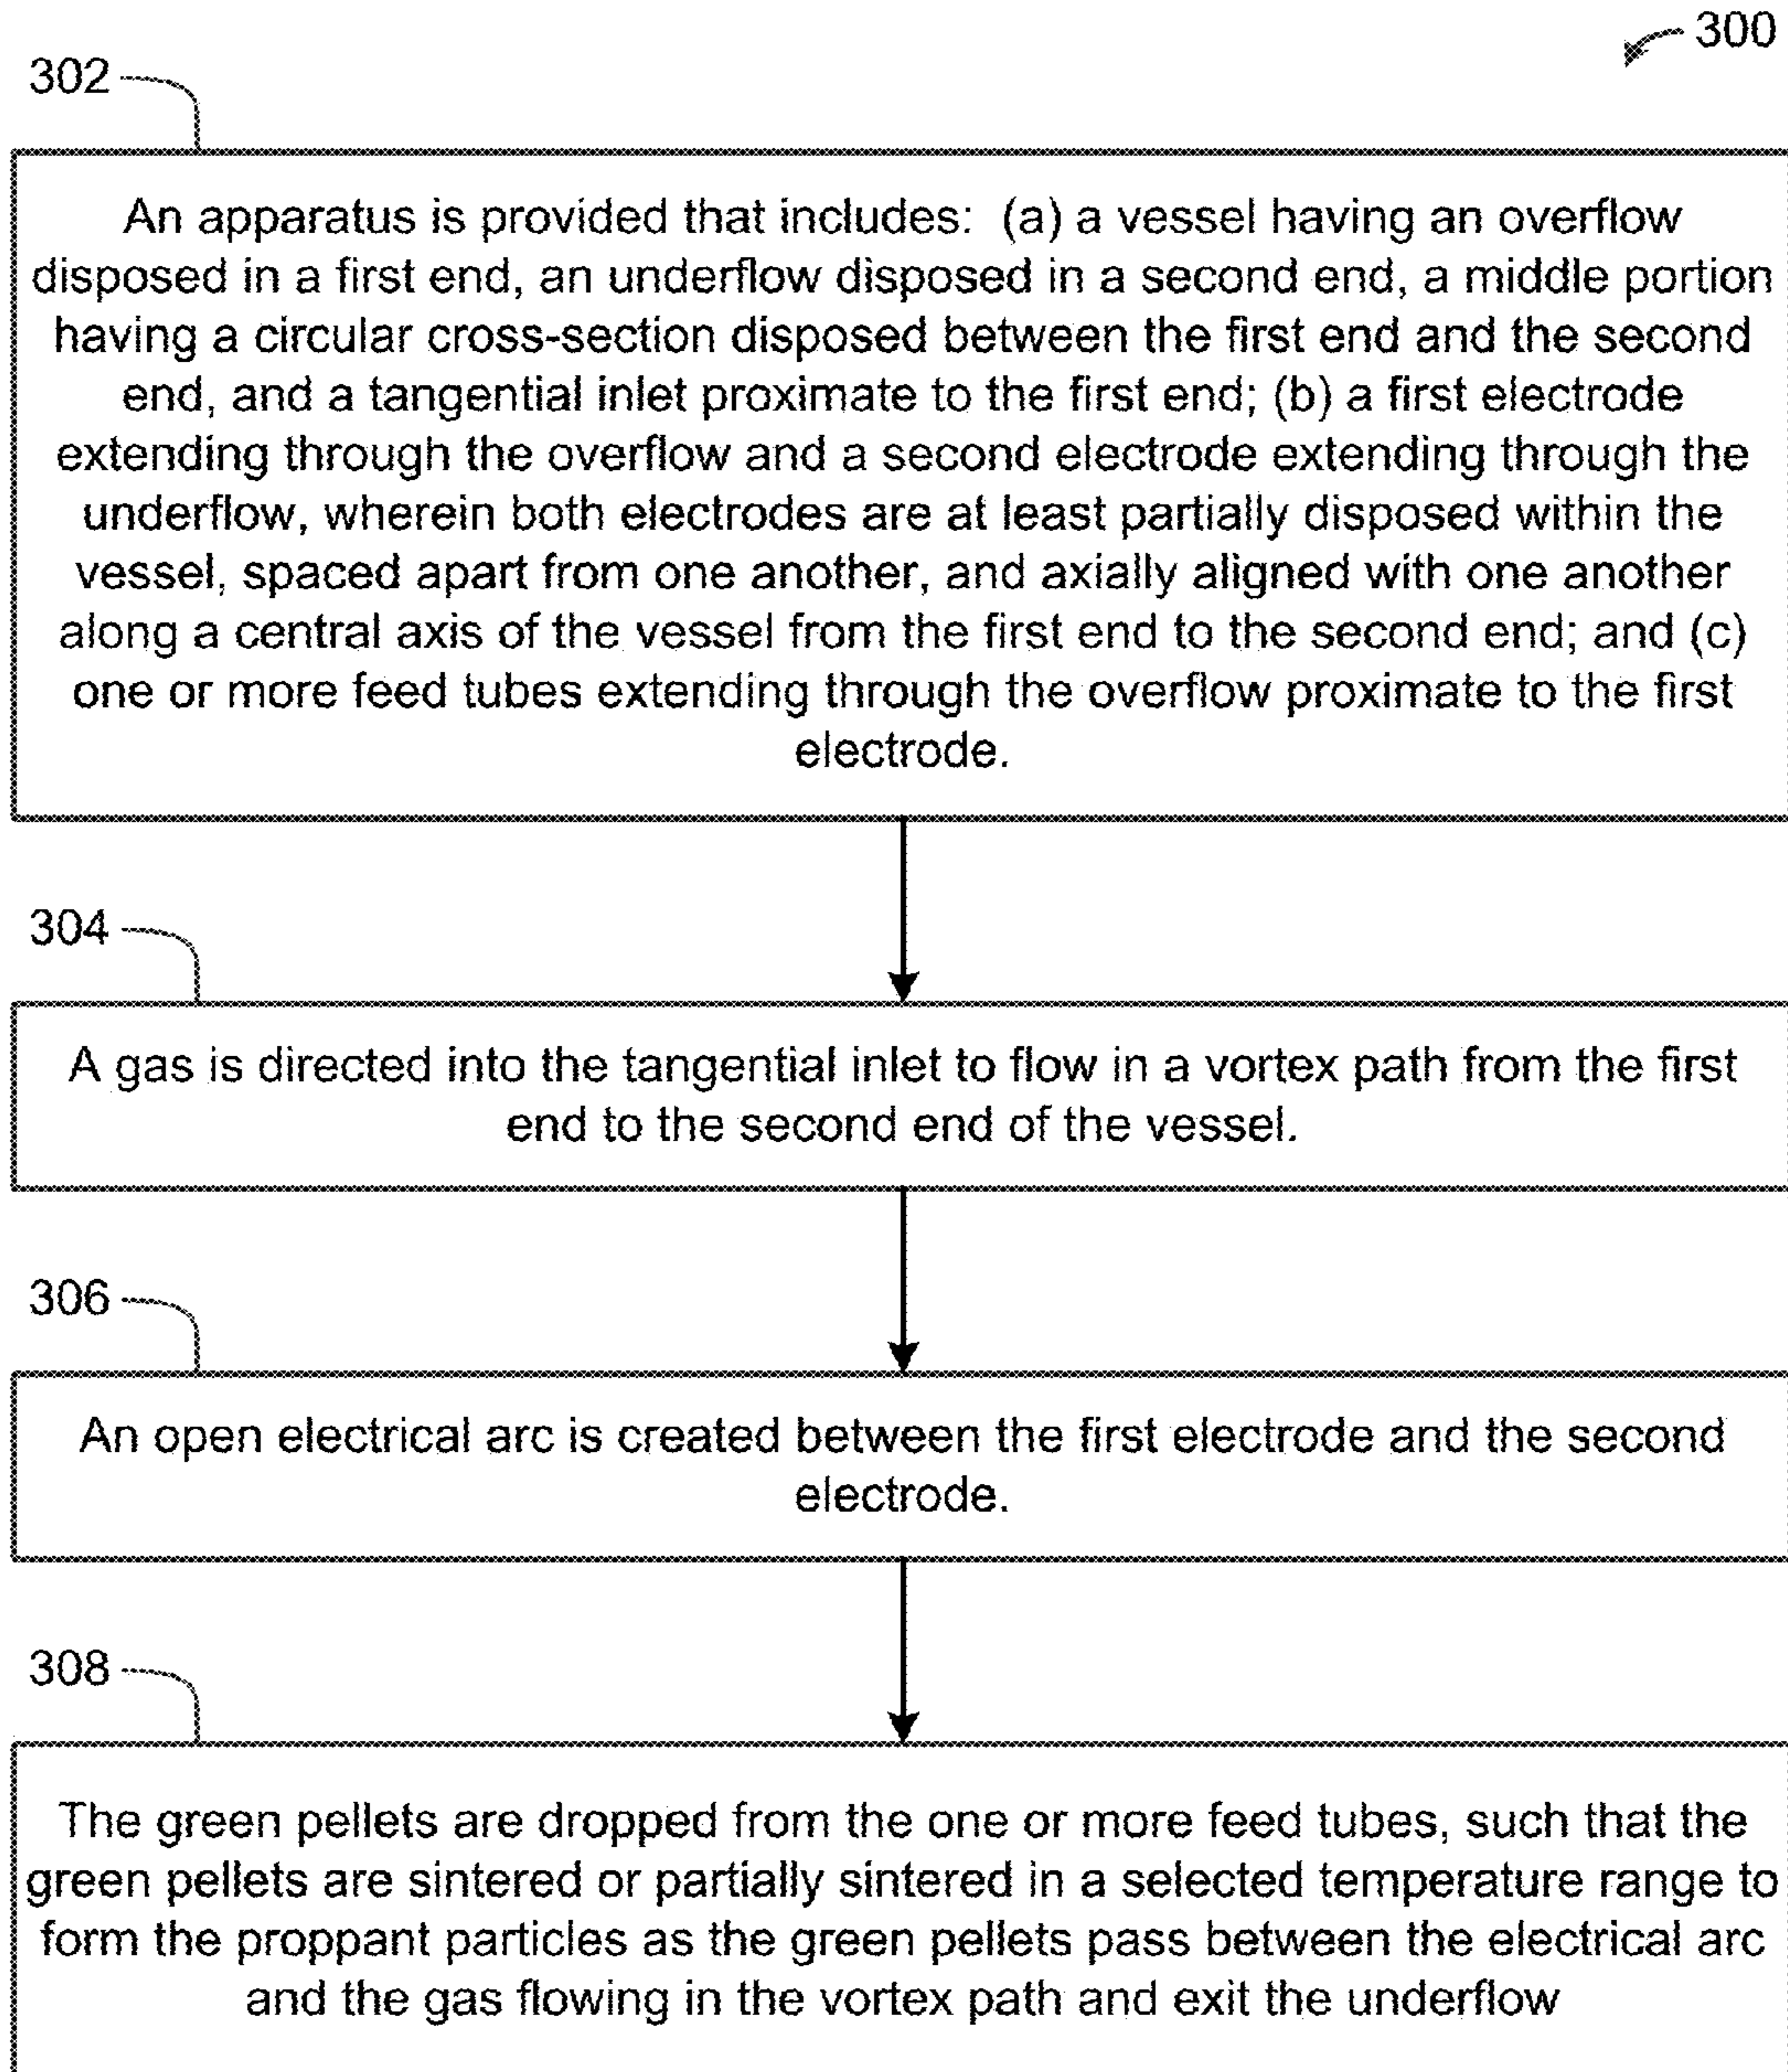 300
302
An apparatus is provided that includes: (a) a vessel having an overflow
disposed in a first end, an underflow disposed in a second end, a middle portion
having a circular cross-section disposed between the first end and the second
end, and a tangential inlet proximate to the first end; (b) a first electrode
extending through the overflow and a second electrode extending through the
underflow, wherein both electrodes are at least partially disposed within the
vessel, spaced apart from one another, and axially aligned with one another
along a central axis of the vessel from the first end to the second end; and (c)
one or more feed tubes extending through the overflow proximate to the first
electrode.
304
A gas is directed into the tangential inlet to flow in a vortex path from the first
end to the second end of the vessel.
306
An open electrical arc is created between the first electrode and the second
electrode.
308
The green pellets are dropped from the one or more feed tubes, such that the
green pellets are sintered or partially sintered in a selected temperature range to
form the proppant particles as the green pellets pass between the electrical arc
and the gas flowing in the vortex path and exit the underflow